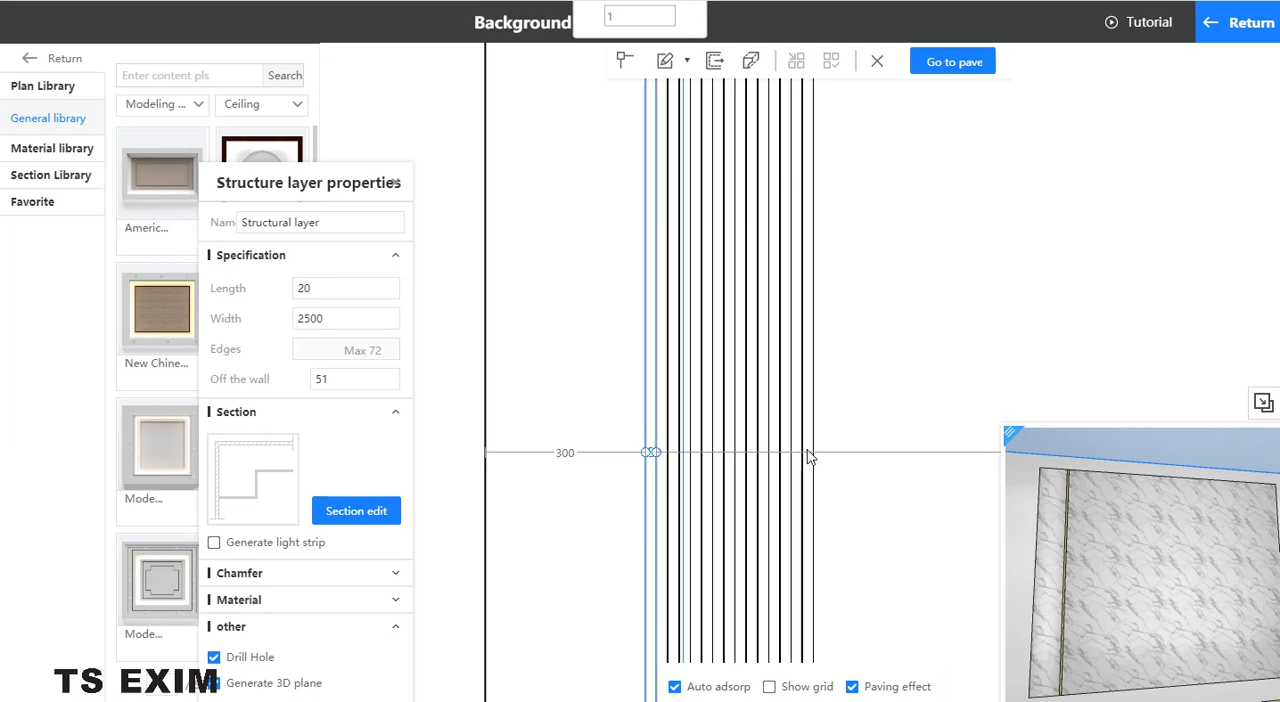 Background
1
Tutorial
Return
Return
Plan Library
General library
Material library
Section Library
Favorite
Enter content pls
Search
Modeling ...
Ceiling
Americ...
New Chine...
Mode...
Mode...
Structure layer properties
Name
Structural layer
Specification
Length
20
Width
2500
Edges
Max 72
Off the wall
51
Section
Section edit
Generate light strip
Chamfer
Material
other
Drill Hole
Generate 3D plane
TS EXIM
Go to pave
300
Auto adsorp
Show grid
Paving effect